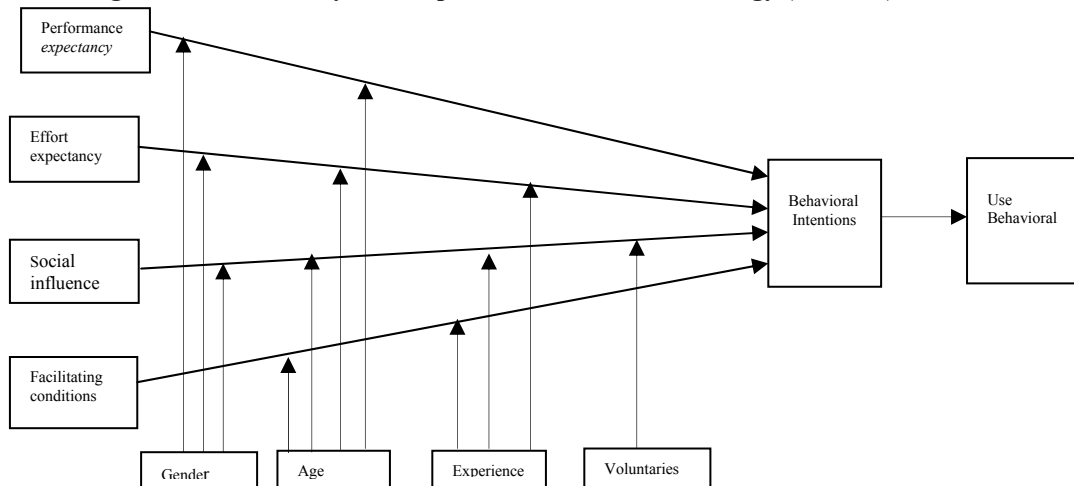 Performance
expectancy
Effort
expectancy
Social
influence
Facilitating
conditions
Behavioral
Intentions
Use
Behavioral
Gender
Age
Experience
Voluntaries